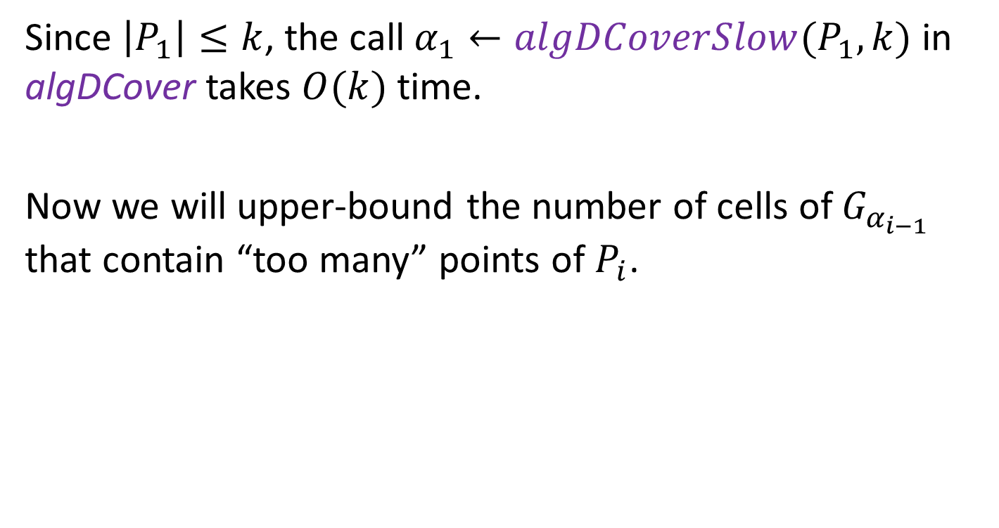 Since |P₁| ≤ k, the call α₁ ← algDCoverSlow(P₁, k) in
algDCover takes O(k) time.
Now we will upper-bound the number of cells of G_{α_{i−1}}
that contain “too many” points of Pᵢ.